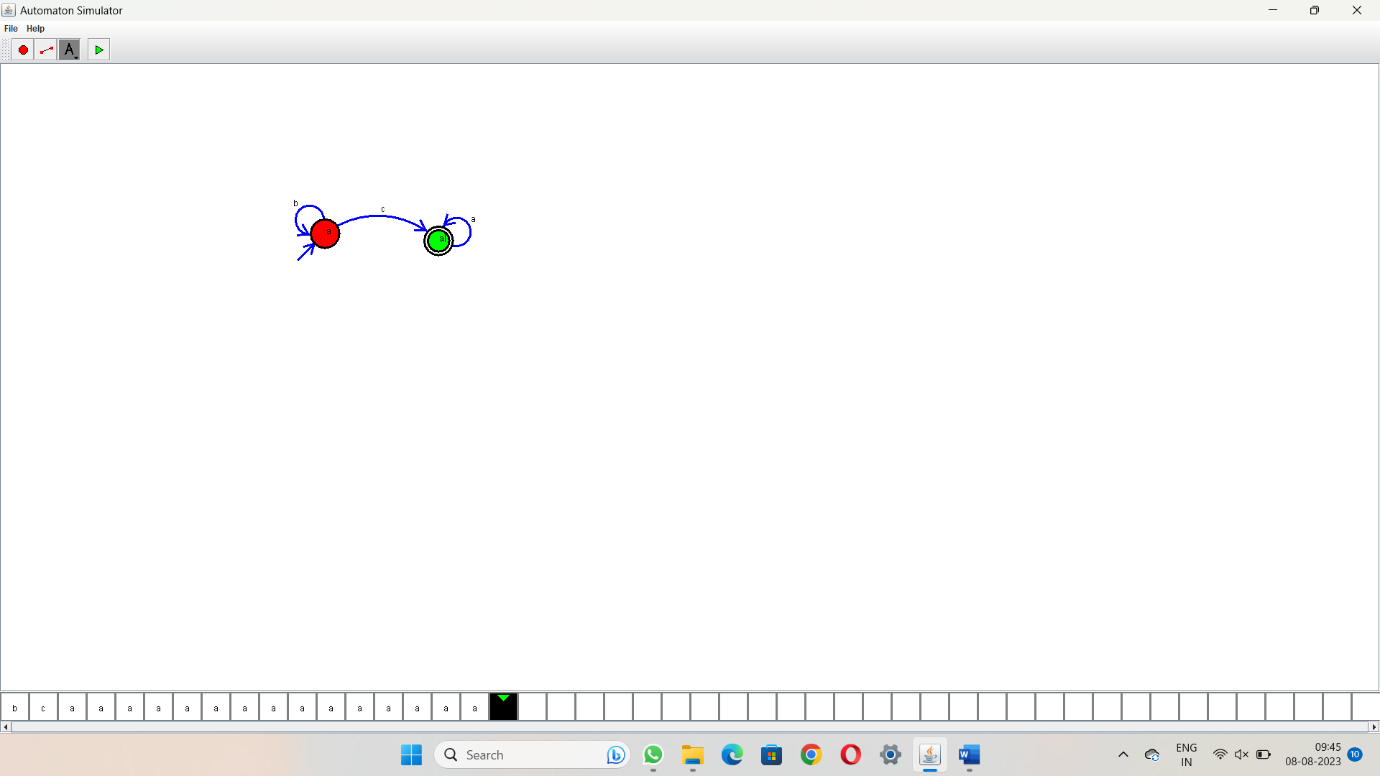 Automaton Simulator
File Help
A
b
c
a
a
a
b c a a a a a a a a a a a a a a a
Search
ENG
IN
09:45
08-08-2023
10